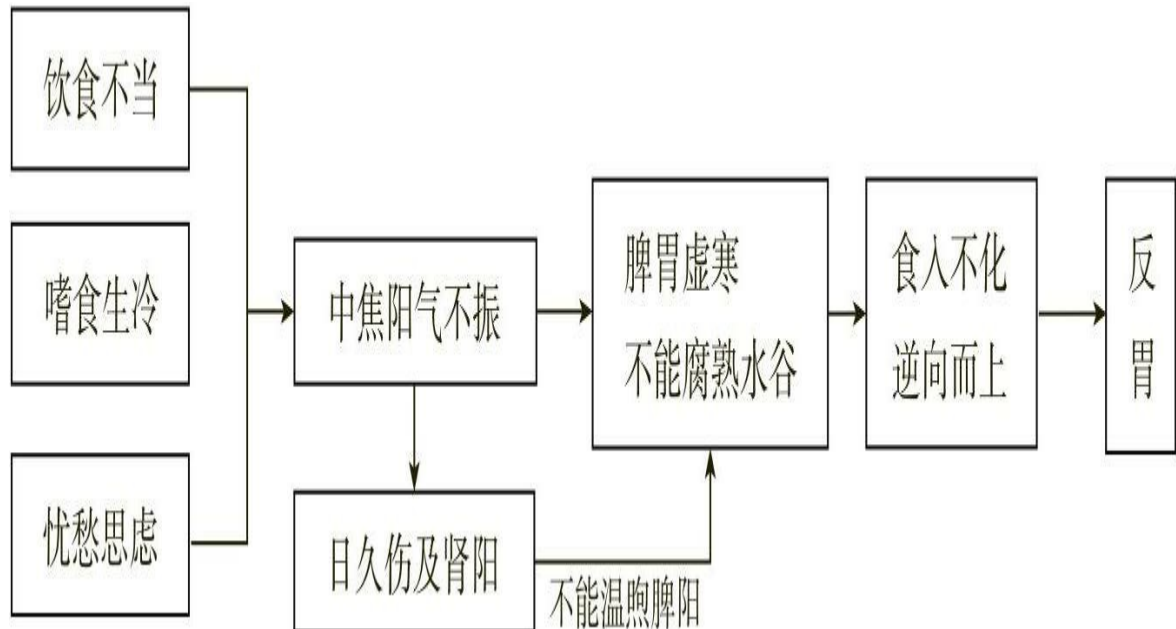 饮食不当
嗜食生冷
忧愁思虑
中焦阳气不振
日久伤及肾阳
不能温煦脾阳
脾胃虚寒
不能腐熟水谷
食入不化
逆向而上
反
胃